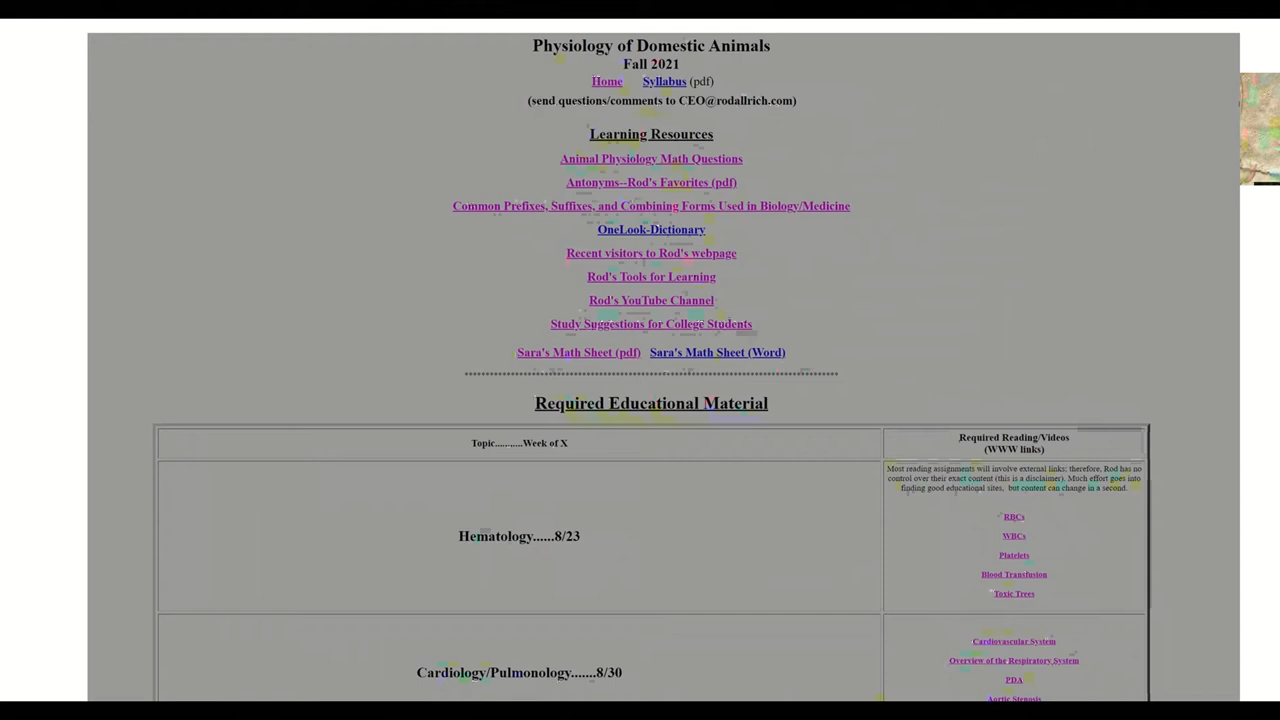 Physiology of Domestic Animals
Fall 2021
Home Syllabus (pdf)
(send questions/comments to CEO@rodallrich.com)
Learning Resources
Animal Physiology Math Questions
Antonyms--Rod's Favorites (pdf)
Common Prefixes, Suffixes, and Combining Forms Used in Biology/Medicine
OneLook-Dictionary
Recent visitors to Rod's webpage
Rod's Tools for Learning
Rod's YouTube Channel
Study Suggestions for College Students
Sara's Math Sheet (pdf) Sara's Math Sheet (Word)
Required Educational Material
Topic..........Week of X
Required Reading/Videos
(WWW links)
Most reading assignments will involve external links; therefore, Rod has no
control over their exact content (this is a disclaimer). Much effort goes into
finding good educational sites, but content can change in a second.
Hematology......8/23
RBCs
WBCs
Platelets
Blood Transfusion
Toxic Trees
Cardiology/Pulmonology.......8/30
Cardiovascular System
Overview of the Respiratory System
PDA
Aortic Stenosis